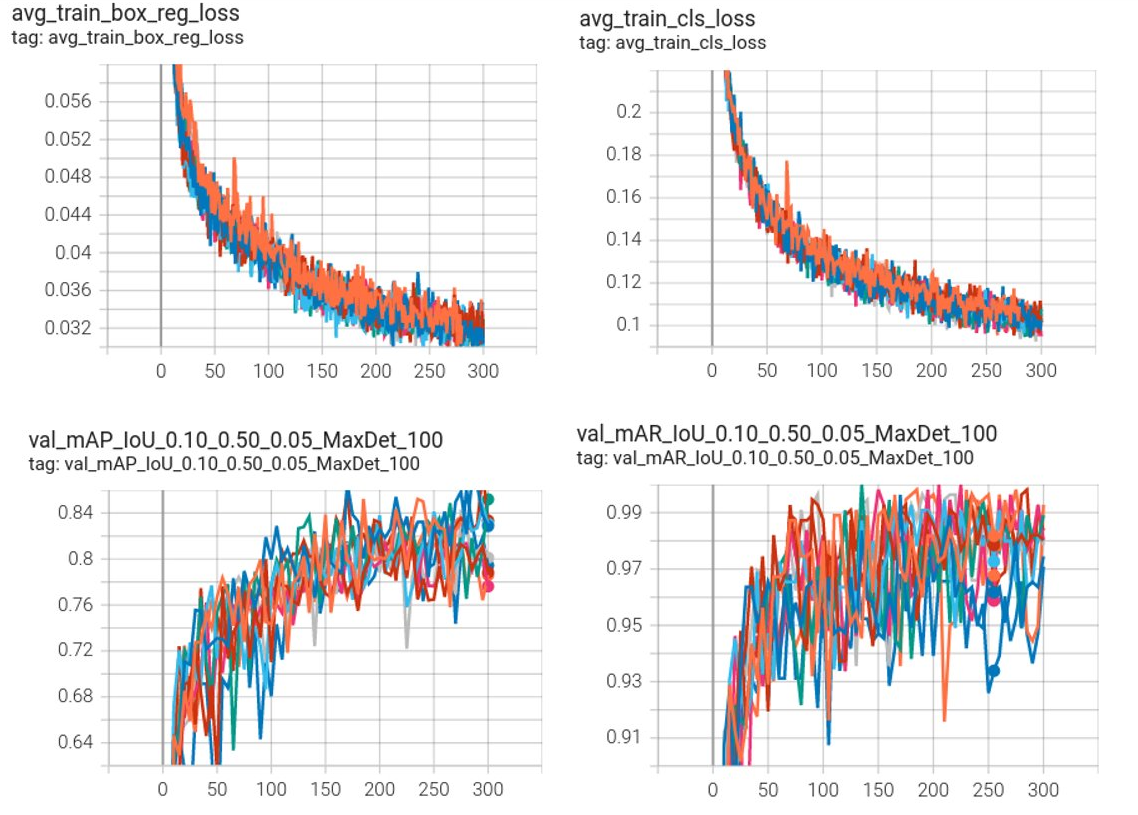 avg_train_box_reg_loss
tag: avg_train_box_reg_loss
0.056
0.052
0.048
0.044
0.04
0.036
0.032
0 50 100 150 200 250 300
avg_train_cls_loss
tag: avg_train_cls_loss
0.2
0.18
0.16
0.14
0.12
0.1
0 50 100 150 200 250 300
val_mAP_IoU_0.10_0.50_0.05_MaxDet_100
tag: val_mAP_IoU_0.10_0.50_0.05_MaxDet_100
0.84
0.8
0.76
0.72
0.68
0.64
0 50 100 150 200 250 300
val_mAR_IoU_0.10_0.50_0.05_MaxDet_100
tag: val_mAR_IoU_0.10_0.50_0.05_MaxDet_100
0.99
0.97
0.95
0.93
0.91
0 50 100 150 200 250 300